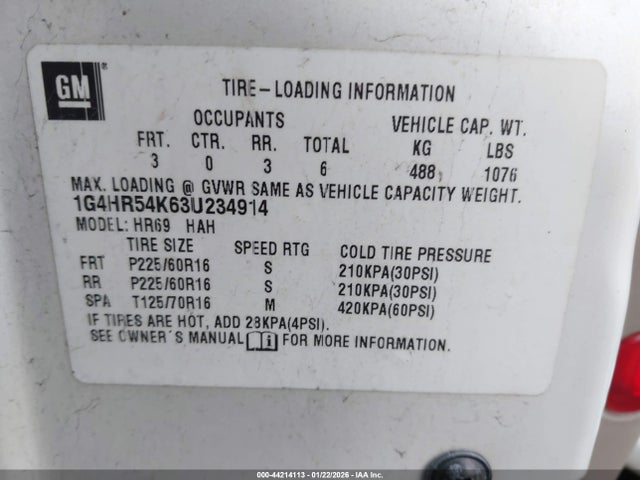 GM
TIRE-LOADING INFORMATION
OCCUPANTS VEHICLE CAP. WT.
FRT. CTR. RR. TOTAL KG LBS
3 0 3 6 488 1076
MAX. LOADING @ GVWR SAME AS VEHICLE CAPACITY WEIGHT.
1G4HR54K63U234914
MODEL: HR69 HAH
TIRE SIZE SPEED RTG COLD TIRE PRESSURE
FRT P225/60R16 S 210KPA(30PSI)
RR P225/60R16 S 210KPA(30PSI)
SPA T125/70R16 M 420KPA(60PSI)
IF TIRES ARE HOT, ADD 28KPA(4PSI).
SEE OWNER'S MANUAL i FOR MORE INFORMATION.
000-44214113 - 01/22/2026 - IAA Inc.